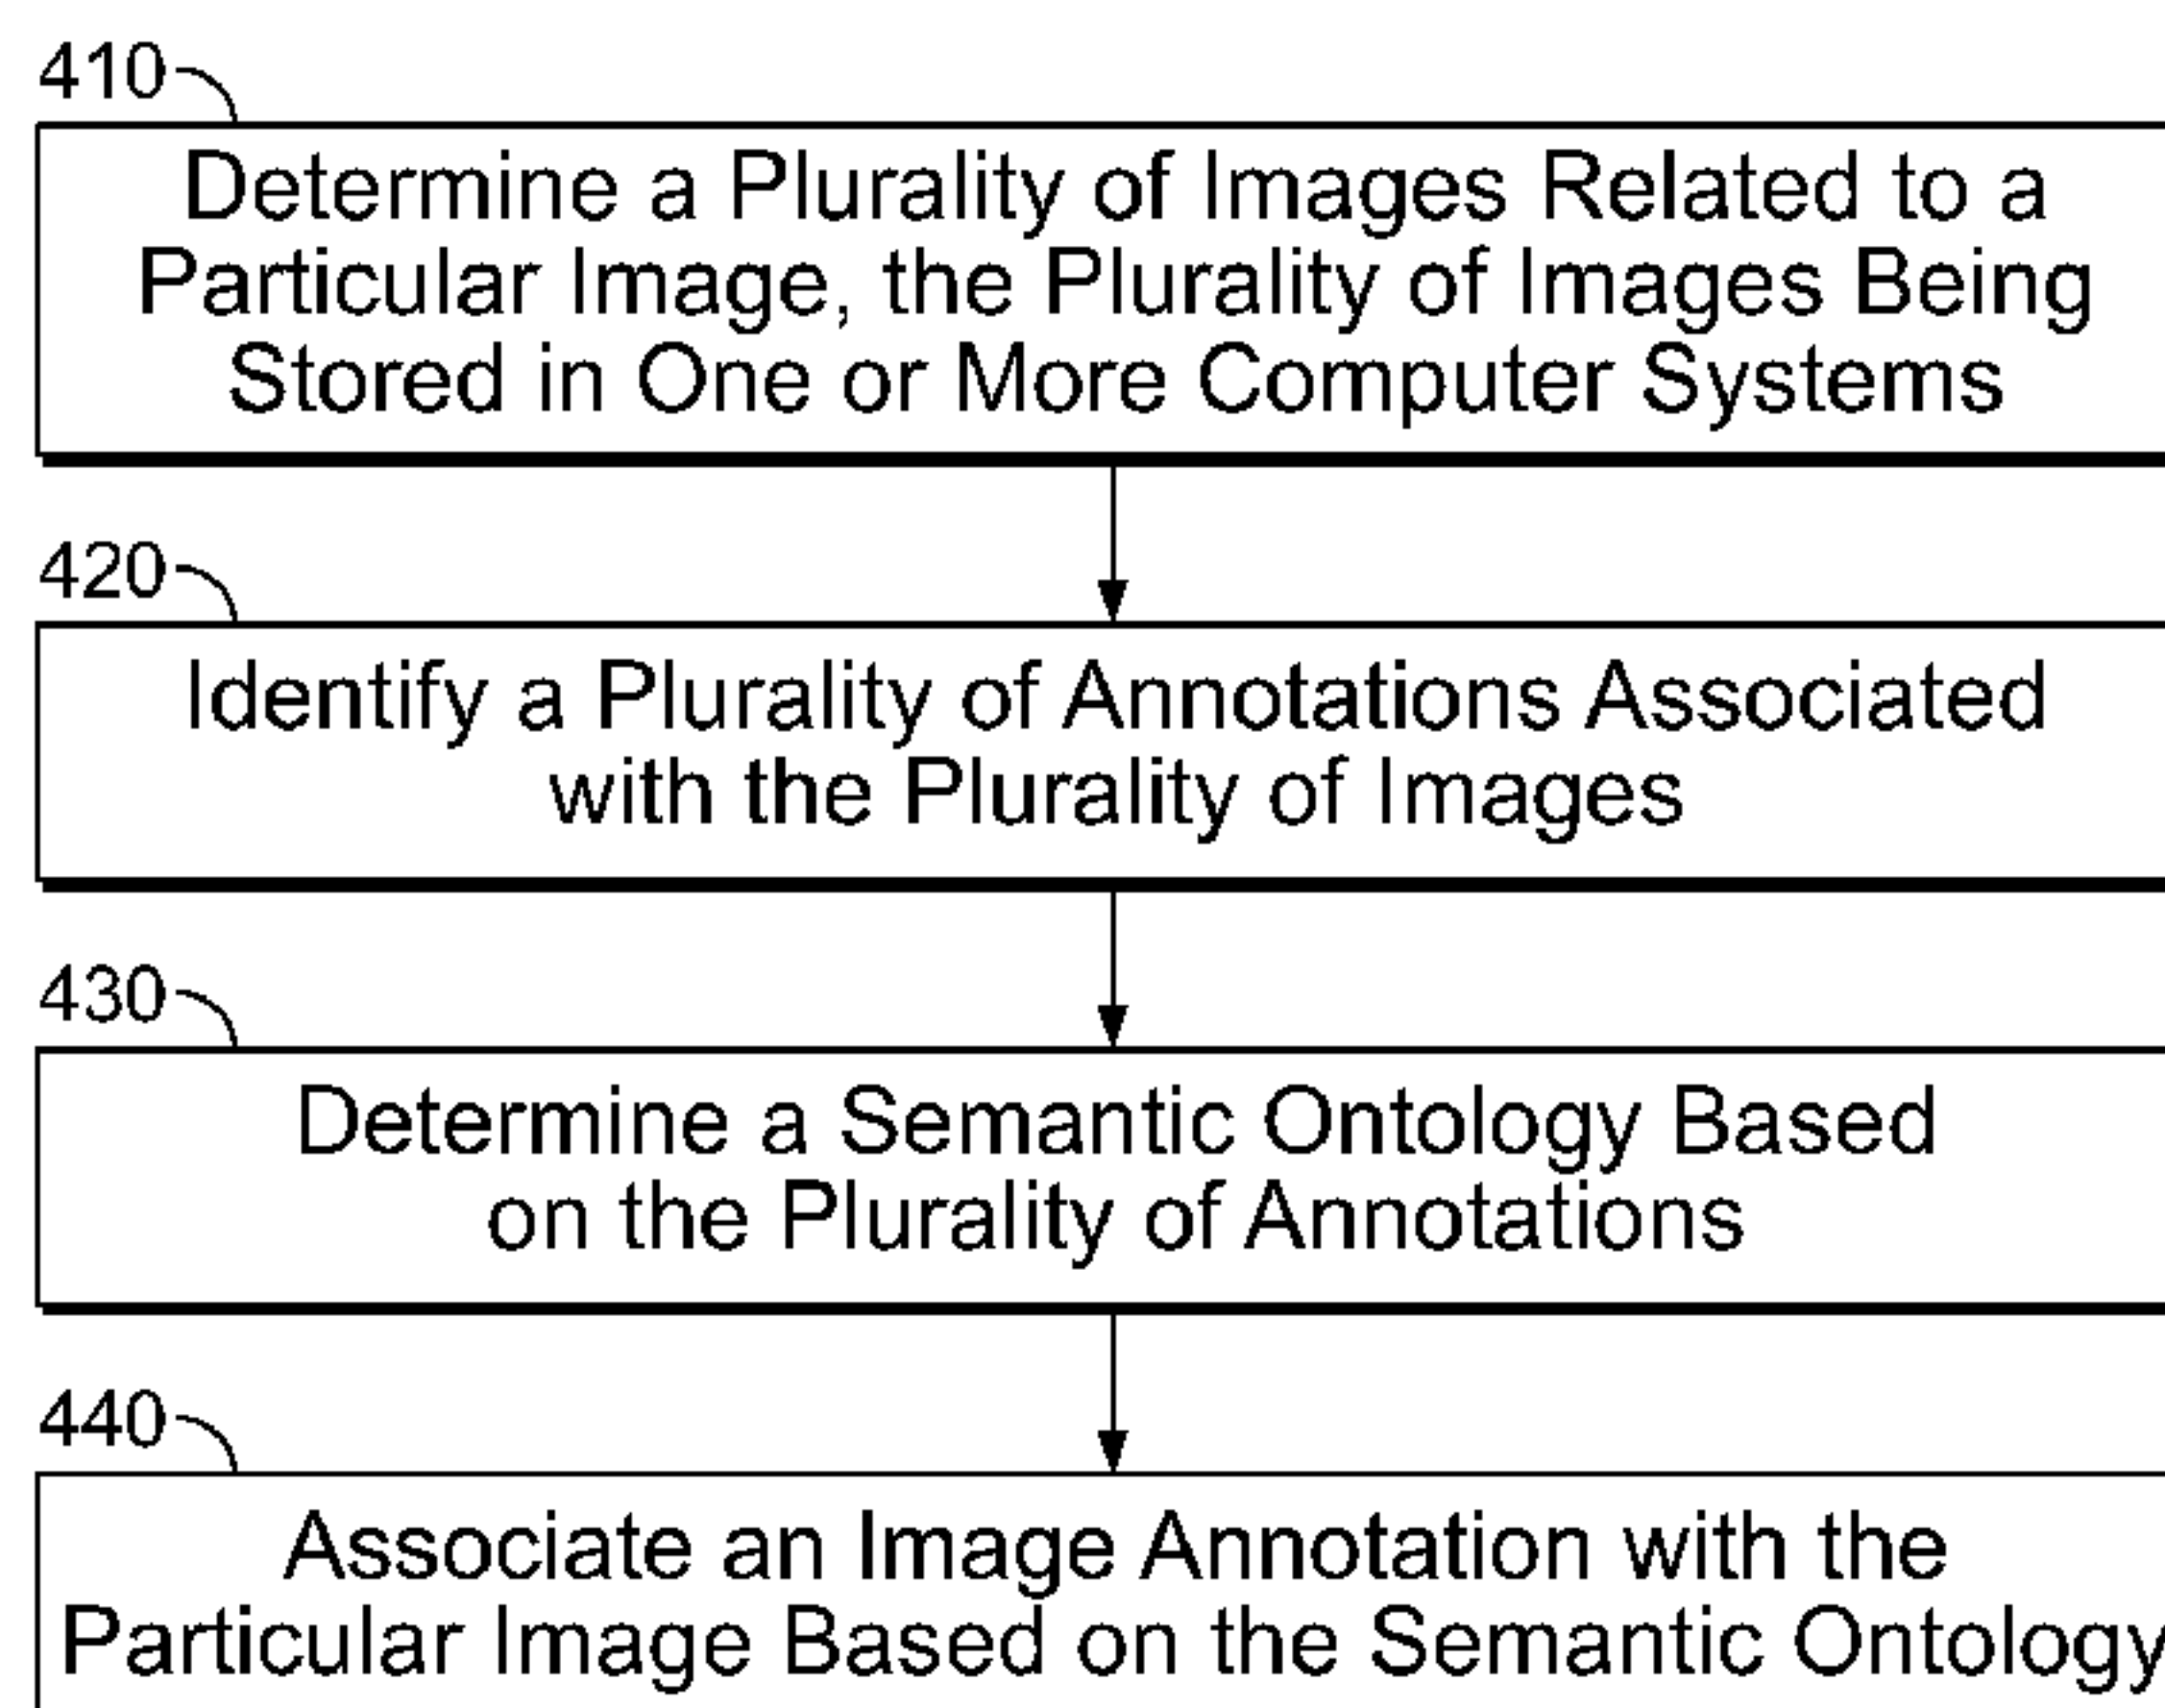 410
Determine a Plurality of Images Related to a
Particular Image, the Plurality of Images Being
Stored in One or More Computer Systems
420
Identify a Plurality of Annotations Associated
with the Plurality of Images
430
Determine a Semantic Ontology Based
on the Plurality of Annotations
440
Associate an Image Annotation with the
Particular Image Based on the Semantic Ontology